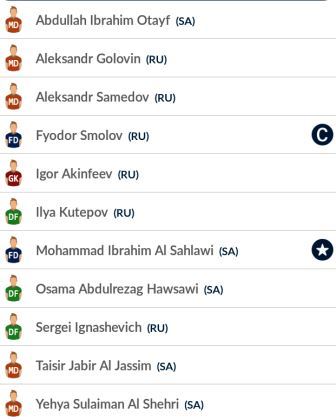 MD Abdullah Ibrahim Otayf (SA)
MD Aleksandr Golovin (RU)
MD Aleksandr Samedov (RU)
FD Fyodor Smolov (RU) C
GK Igor Akinfeev (RU)
DF Ilya Kutepov (RU)
FD Mohammad Ibrahim Al Sahlawi (SA)
DF Osama Abdulrezag Hawsawi (SA)
DF Sergei Ignashevich (RU)
MD Taisir Jabir Al Jassim (SA)
MD Yehya Sulaiman Al Shehri (SA)